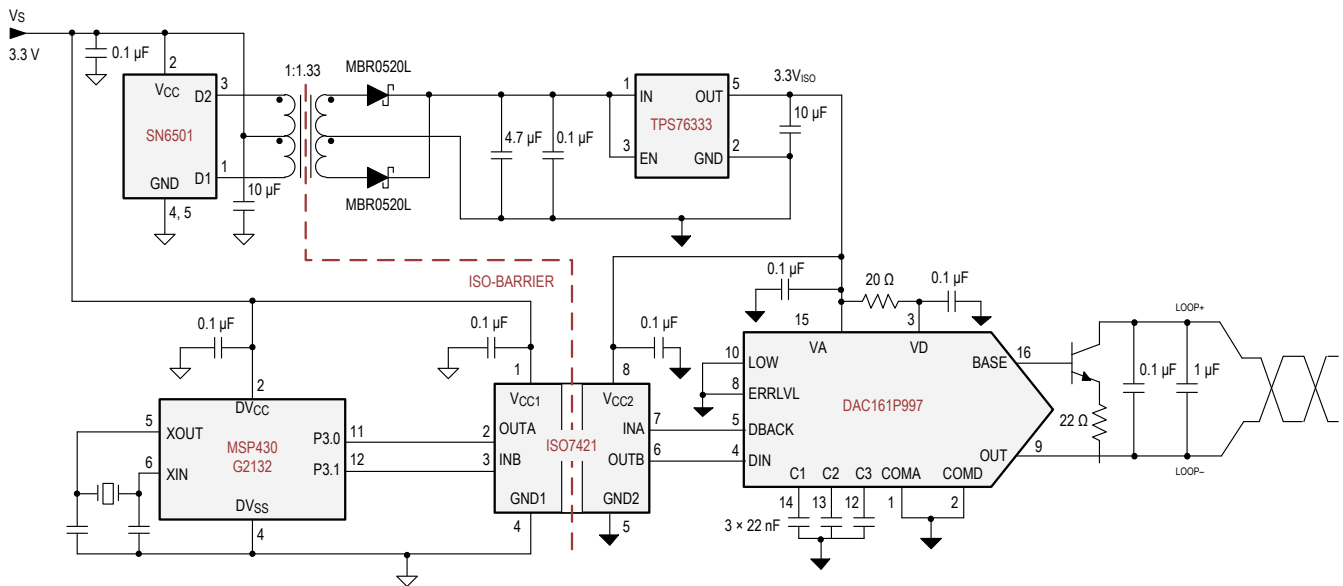 VS
3.3 V
0.1 µF
2
VCC
D2
3
SN6501
GND
D1
1
4, 5
10 µF
1:1.33
MBR0520L
MBR0520L
4.7 µF
0.1 µF
1
IN
OUT
5
TPS76333
3
EN
GND
2
3.3VISO
10 µF
ISO-BARRIER
0.1 µF
2
DVCC
5
XOUT
MSP430
G2132
P3.0
11
6
XIN
P3.1
12
DVSS
4
0.1 µF
1
VCC1
2
OUTA
3
INB
GND1
4
ISO7421
0.1 µF
8
VCC2
INA
7
OUTB
6
GND2
5
0.1 µF
20 Ω
0.1 µF
15
3
VA
VD
10
LOW
8
ERRLVL
5
DBACK
4
DIN
DAC161P997
BASE
16
OUT
9
C1
C2
C3
COMA
COMD
14
13
12
1
2
3 × 22 nF
22 Ω
0.1 µF
1 µF
LOOP+
LOOP–